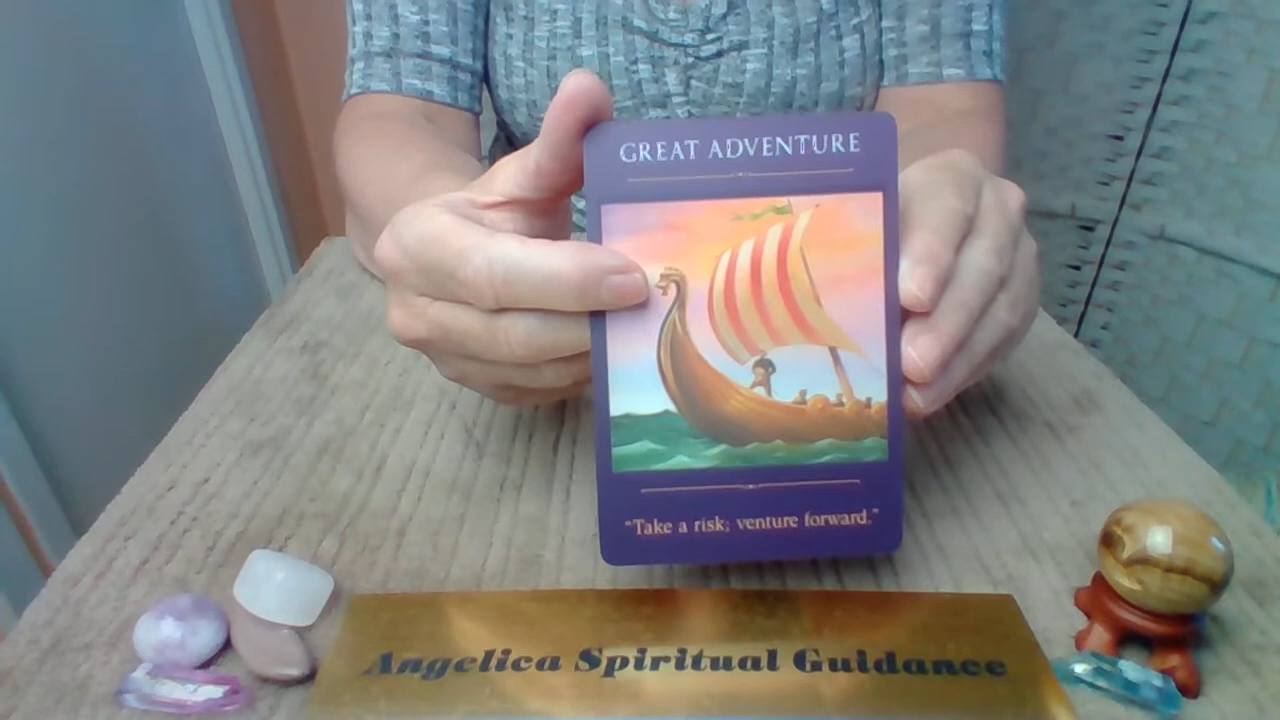 GREAT ADVENTURE
"Take a risk; venture forward."
Angelica Spiritual Guidance